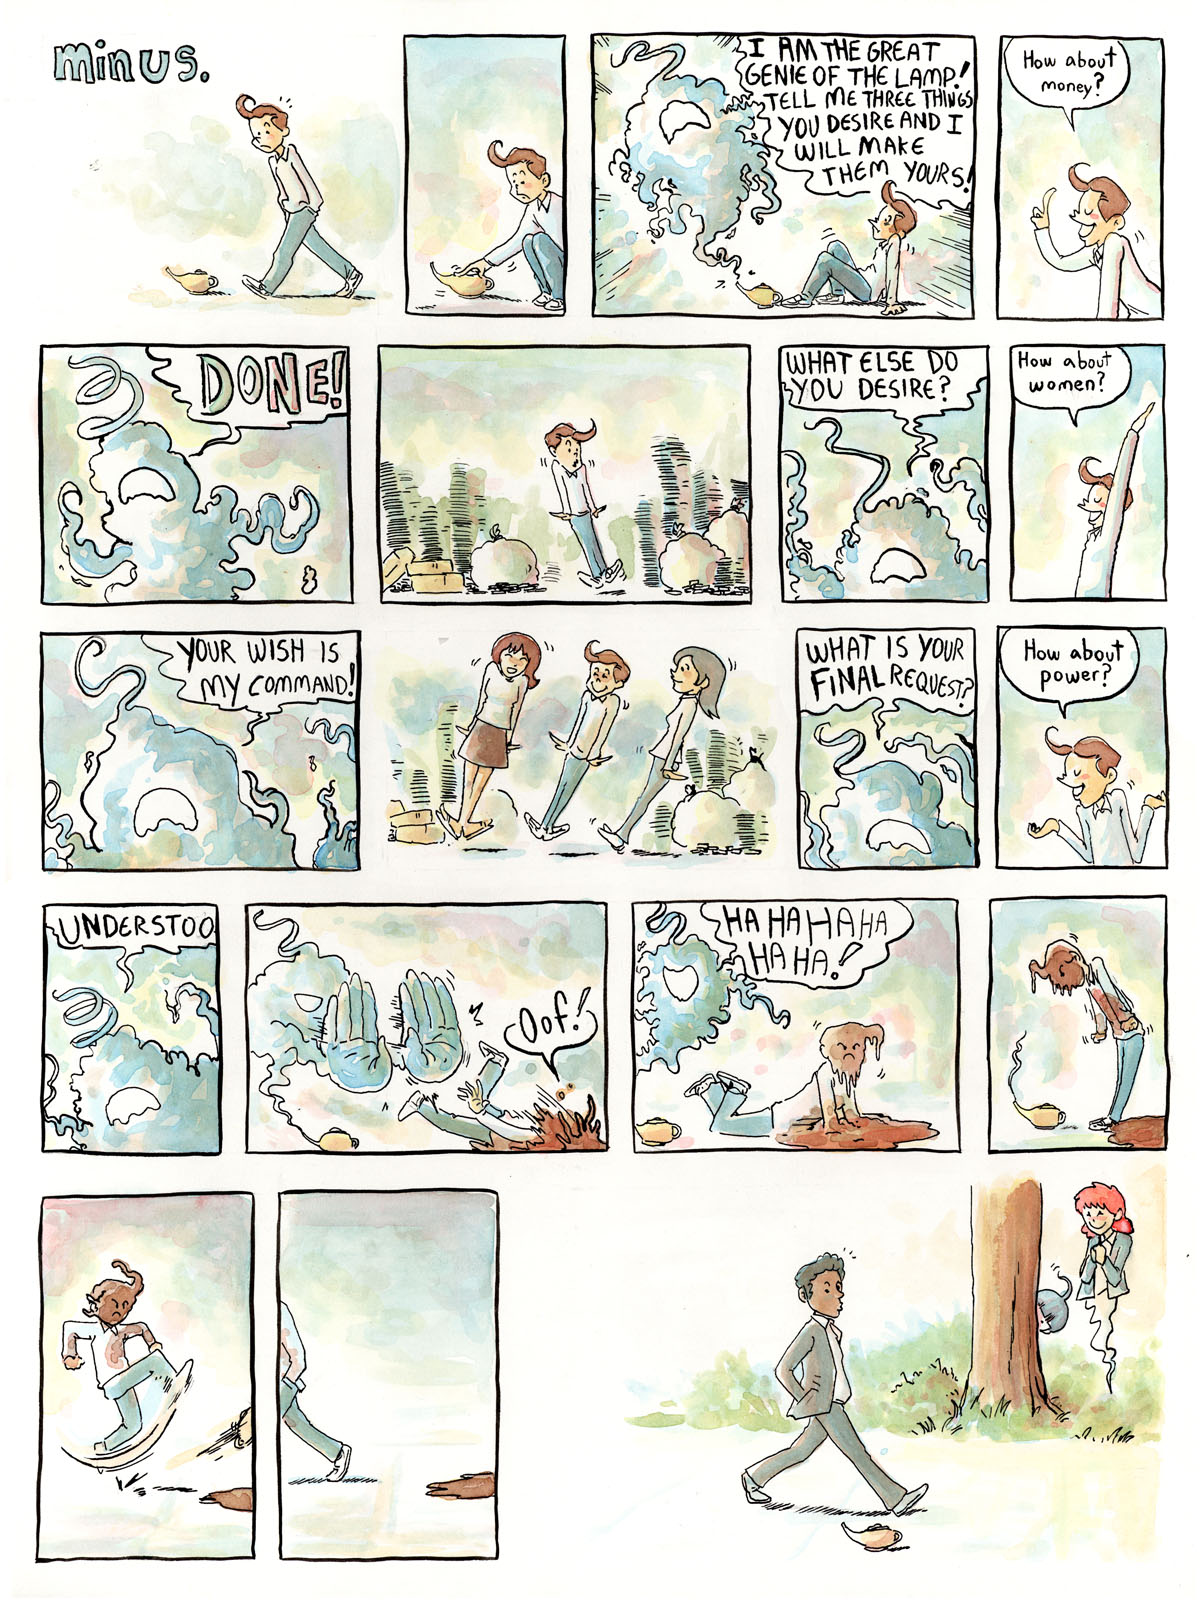 minus.
I AM THE GREAT
GENIE OF THE LAMP!
TELL ME THREE THINGS
YOU DESIRE AND I
WILL MAKE
THEM YOURS!
How about
money?
DONE!
WHAT ELSE DO
YOU DESIRE?
How about
women?
YOUR WISH IS
MY COMMAND!
WHAT IS YOUR
FINAL REQUEST?
How about
power?
UNDERSTOO
Oof!
HA HA HA HA
HA HA!